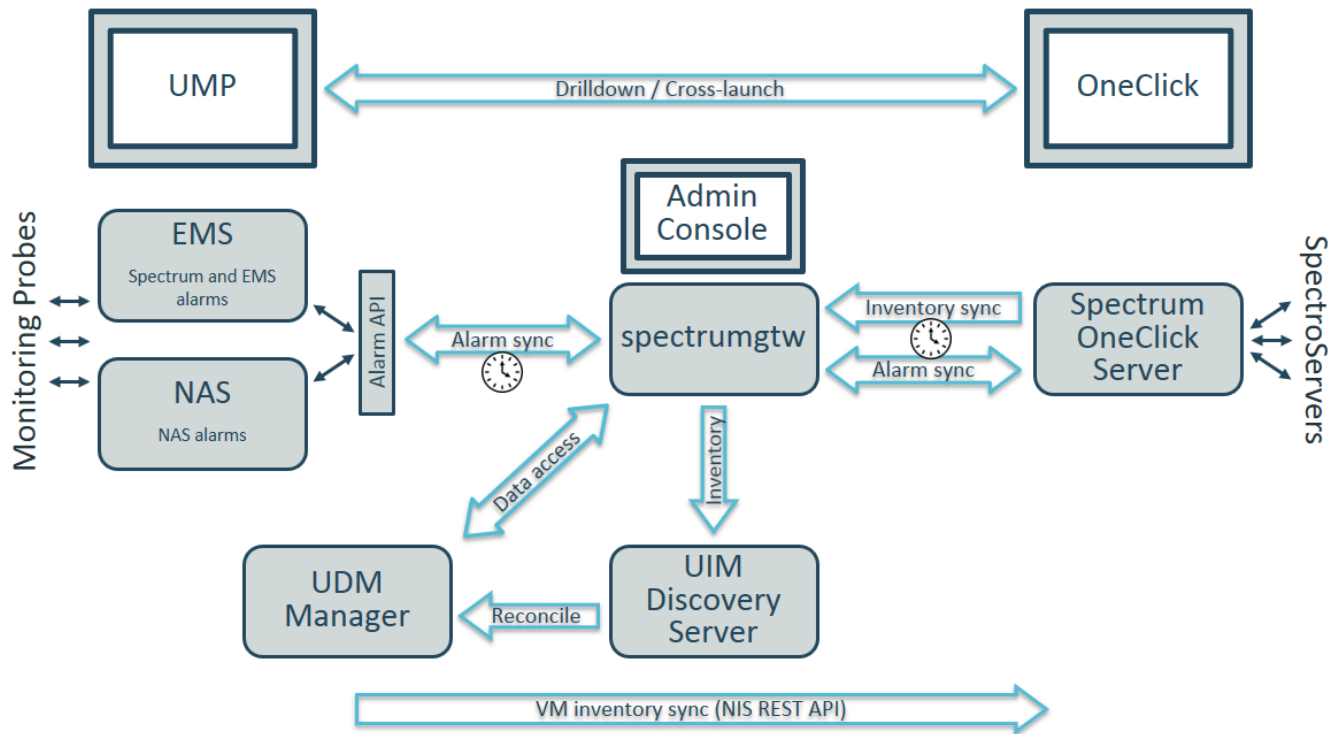 UMP
Drilldown / Cross-launch
OneClick
Admin
Console
Monitoring Probes
EMS
Spectrum and EMS
alarms
NAS
NAS alarms
Alarm API
Alarm sync
spectrumgtw
Inventory sync
Alarm sync
Spectrum
OneClick
Server
SpectroServers
Data access
Inventory
UDM
Manager
Reconcile
UIM
Discovery
Server
VM inventory sync (NIS REST API)